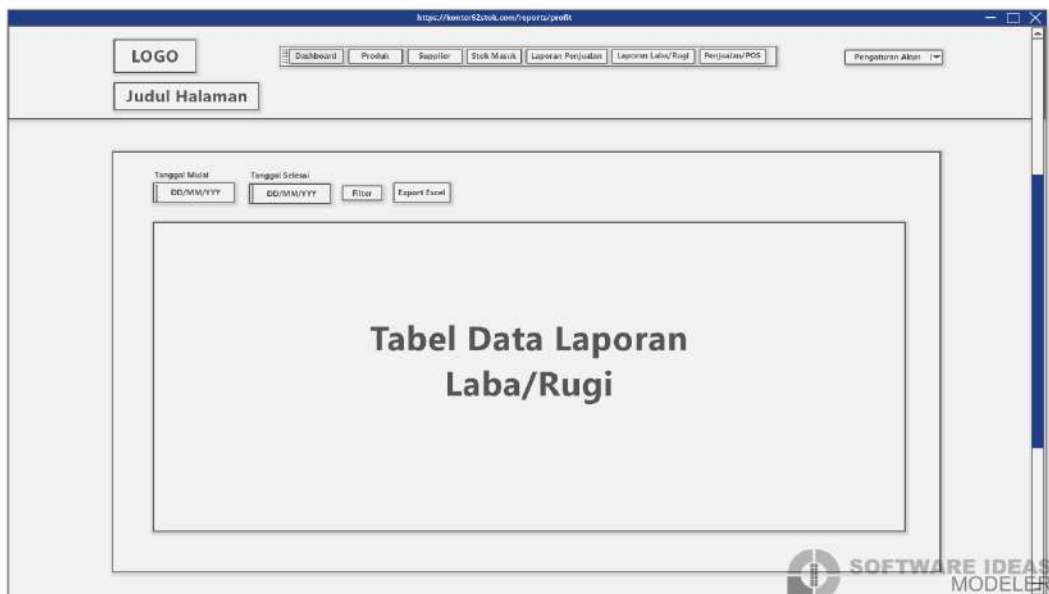 https://konter62stok.com/reports/profit
LOGO
Dashboard Produk Supplier Stok Masuk Laporan Penjualan Laporan Laba/Rugi Penjualan/POS
Pengaturan Akun
Judul Halaman
Tanggal Mulai Tanggal Selesai
DD/MM/YYY DD/MM/YYY Filter Export Excel
Tabel Data Laporan
Laba/Rugi
SOFTWARE IDEAS
MODELER